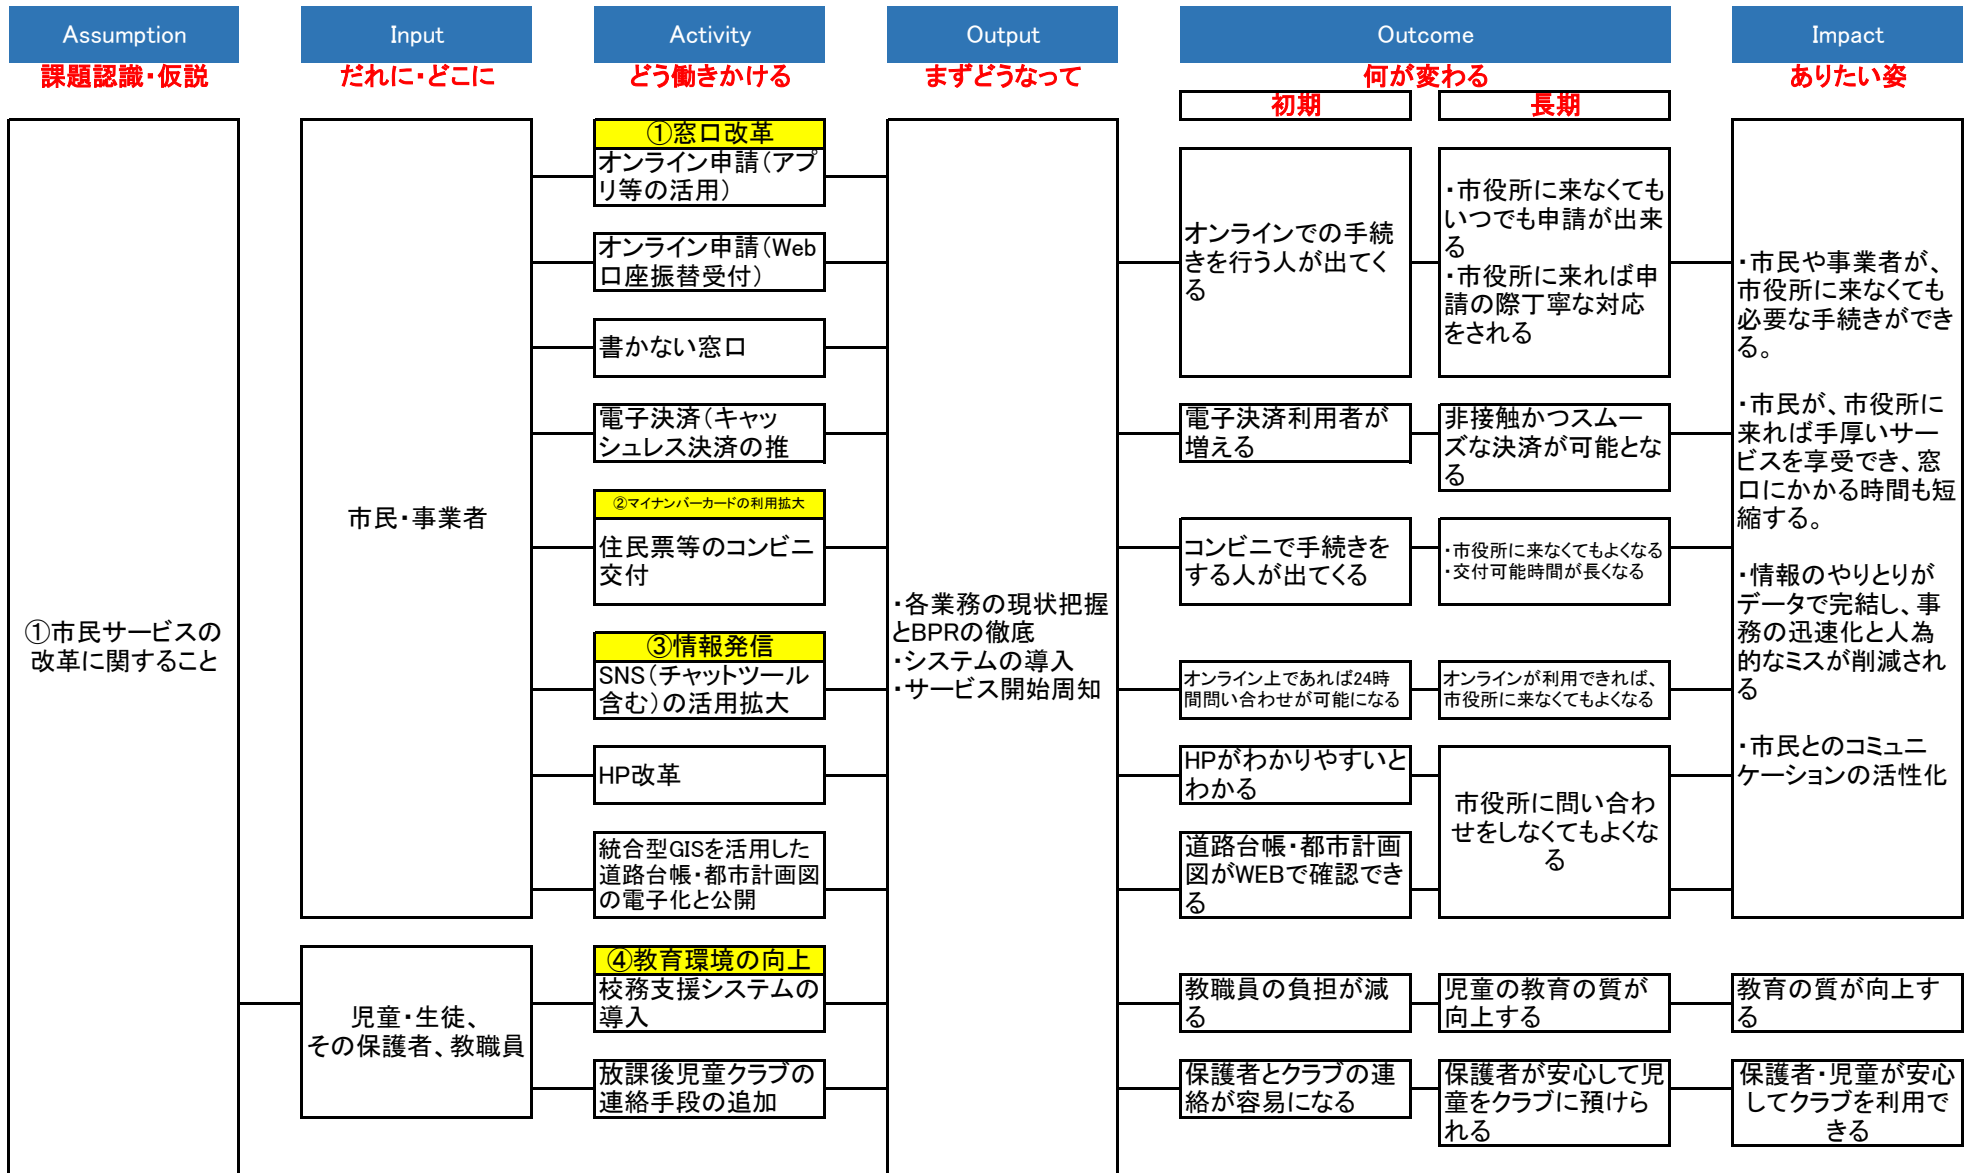 Assumption
Input
Activity
Output
Outcome
Impact
課題認識・仮説
だれに・どこに
どう働きかける
まずどうなって
何が変わる
ありたい姿
初期
長期
①市民サービスの
改革に関すること
市民・事業者
①窓口改革
オンライン申請(アプ
リ等の活用)
オンライン申請(Web
口座振替受付)
書かない窓口
電子決済(キャッ
シュレス決済の推
②マイナンバーカードの利用拡大
住民票等のコンビニ
交付
③情報発信
SNS(チャットツール
含む)の活用拡大
HP改革
統合型GISを活用した
道路台帳・都市計画図
の電子化と公開
児童・生徒、
その保護者、教職員
④教育環境の向上
校務支援システムの
導入
放課後児童クラブの
連絡手段の追加
・各業務の現状把握
とBPRの徹底
・システムの導入
・サービス開始周知
オンラインでの手続
きを行う人が出てく
る
・市役所に来なくても
いつでも申請が出来
る
・市役所に来れば申
請の際丁寧な対応
をされる
電子決済利用者が
増える
非接触かつスムー
ズな決済が可能とな
る
コンビニで手続きを
する人が出てくる
・市役所に来なくてもよくなる
・交付可能時間が長くなる
オンライン上であれば24時
間問い合わせが可能になる
オンラインが利用できれば、
市役所に来なくてもよくなる
HPがわかりやすいと
わかる
道路台帳・都市計画
図がWEBで確認でき
る
市役所に問い合わ
せをしなくてもよくな
る
教職員の負担が減
る
児童の教育の質が
向上する
保護者とクラブの連
絡が容易になる
保護者が安心して児
童をクラブに預けら
れる
・市民や事業者が、
市役所に来なくても
必要な手続きができ
る。
・市民が、市役所に
来れば手厚いサー
ビスを享受でき、窓
口にかかる時間も短
縮する。
・情報のやりとりが
データで完結し、事
務の迅速化と人為
的なミスが削減され
る
・市民とのコミュニ
ケーションの活性化
教育の質が向上す
る
保護者・児童が安心
してクラブを利用で
きる